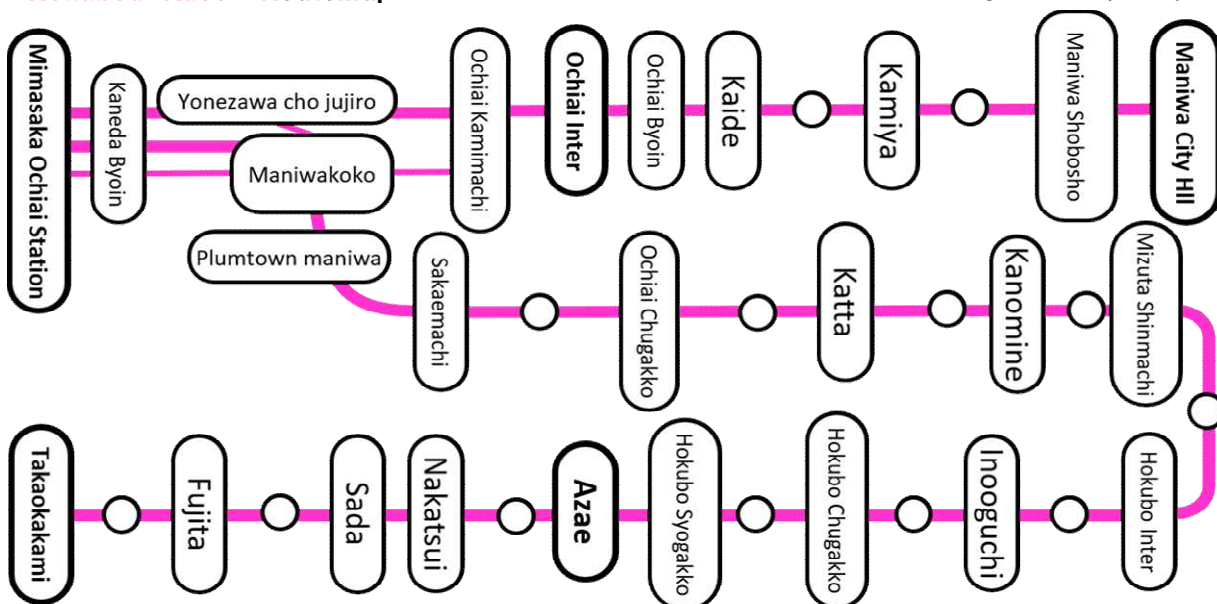 Mimasaka Ochiai Station
Kaneda Byoin
Yonezawa cho jujiro
Maniwakoko
Plumtown maniwa
Ochiai Kamimachi
Ochiai Inter
Ochiai Byoin
Kaide
Kamiya
Maniwa Shobosho
Maniwa City Hll
Sakaemachi
Ochiai Chugakko
Katta
Kanomine
Mizuta Shinmachi
Takaokakami
Fujita
Sada
Nakatsui
Azae
Hokubo Syogakko
Hokubo Chugakko
Inooguchi
Hokubo Inter